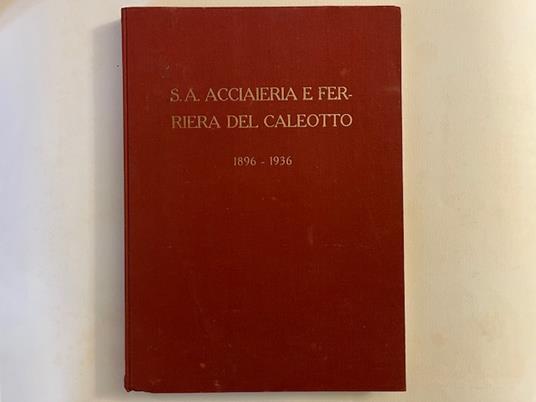 S. A. ACCIAIERIA E FER-
RIERA DEL CALEOTTO
1896 - 1936